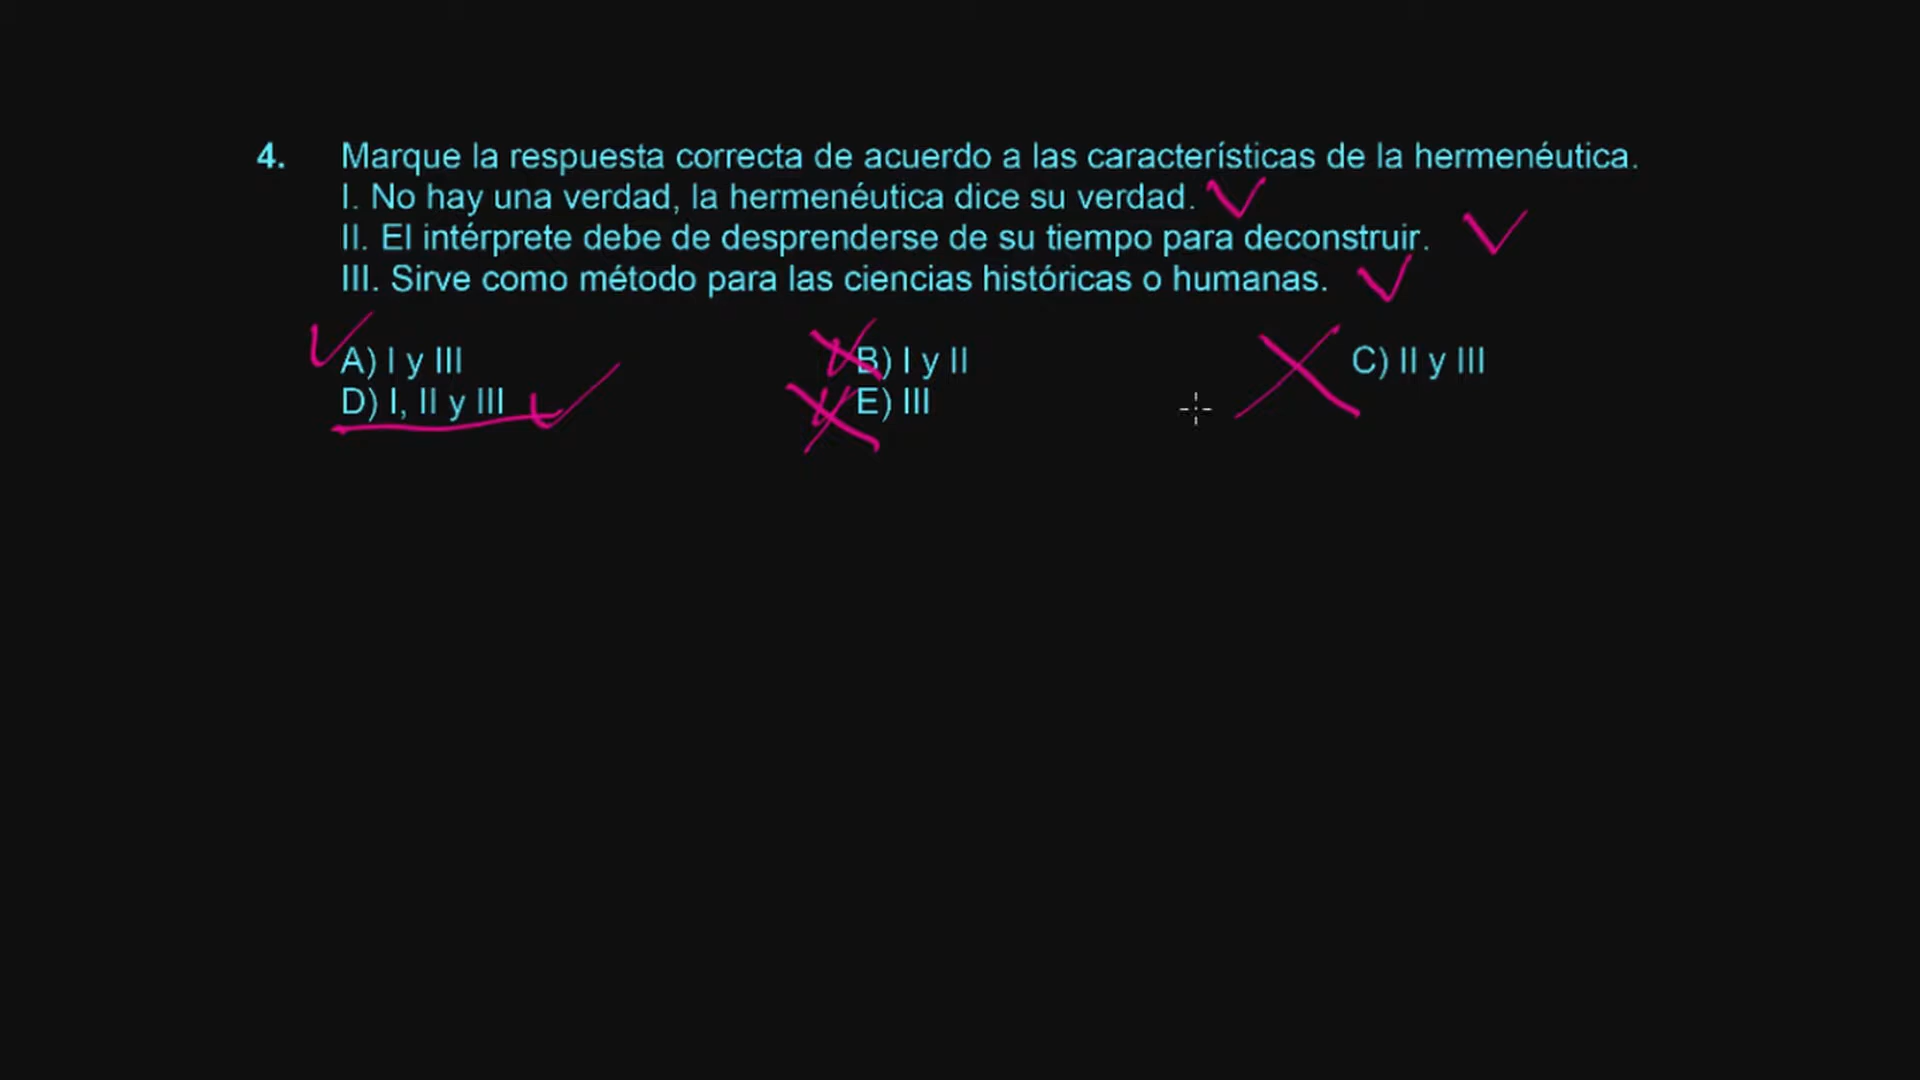 4. Marque la respuesta correcta de acuerdo a las características de la hermenéutica.
I. No hay una verdad, la hermenéutica dice su verdad.
II. El intérprete debe de desprenderse de su tiempo para deconstruir.
III. Sirve como método para las ciencias históricas o humanas.
A) I y III B) I y II C) II y III
D) I, II y III E) III